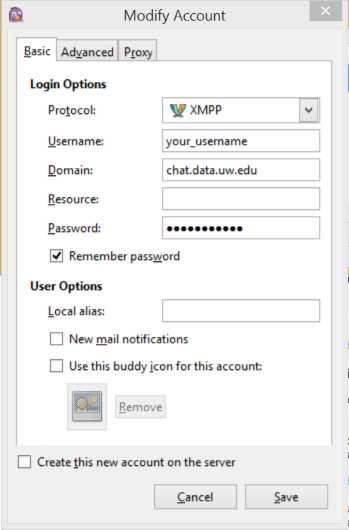 Modify Account
Basic Advanced Proxy
Login Options
Protocol: XMPP
Username: your_username
Domain: chat.data.uw.edu
Resource:
Password: ●●●●●●●●●●●
Remember password
User Options
Local alias:
New mail notifications
Use this buddy icon for this account:
Remove
Create this new account on the server
Cancel Save